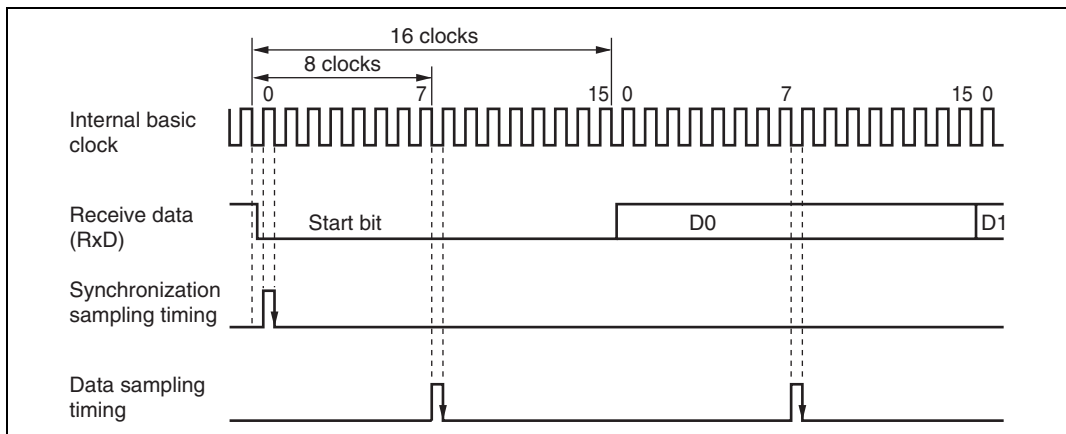 16 clocks
8 clocks
0 7 15 0 7 15 0
Internal basic
clock
Receive data
(RxD)
Start bit D0 D1
Synchronization
sampling timing
Data sampling
timing